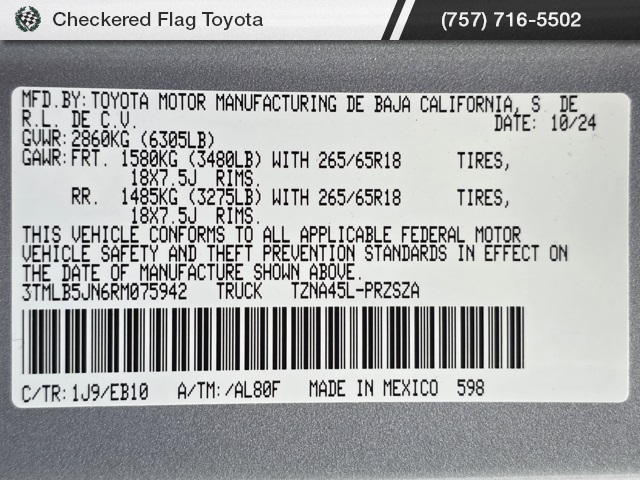 Checkered Flag Toyota
(757) 716-5502
MFD.BY: TOYOTA MOTOR MANUFACTURING DE BAJA CALIFORNIA, S DE
R.L. DE C.V. DATE: 10/24
GVWR: 2860KG (6305LB)
GAWR: FRT. 1580KG (3480LB) WITH 265/65R18 TIRES,
18X7.5J RIMS.
RR. 1485KG (3275LB) WITH 265/65R18 TIRES,
18X7.5J RIMS.
THIS VEHICLE CONFORMS TO ALL APPLICABLE FEDERAL MOTOR
VEHICLE SAFETY AND THEFT PREVENTION STANDARDS IN EFFECT ON
THE DATE OF MANUFACTURE SHOWN ABOVE.
3TMLB5JN6RM075942 TRUCK TZNA45L-PRZSZA
C/TR: 1J9/EB10 A/TM: /AL80F MADE IN MEXICO 598